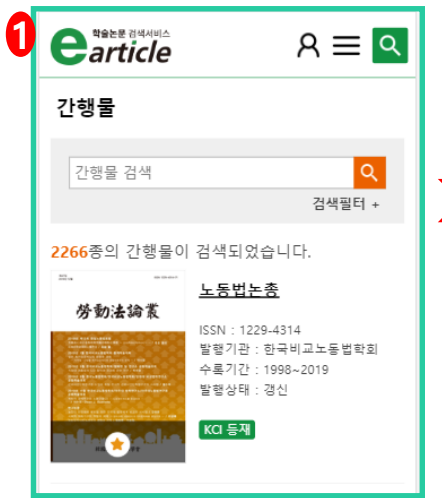 1
학술논문 검색서비스
earticle
간행물
간행물 검색
검색필터 +
2266종의 간행물이 검색되었습니다.
勞動法論叢
노동법논총
ISSN : 1229-4314
발행기관 : 한국비교노동법학회
수록기간 : 1998~2019
발행상태 : 갱신
KCI 등재